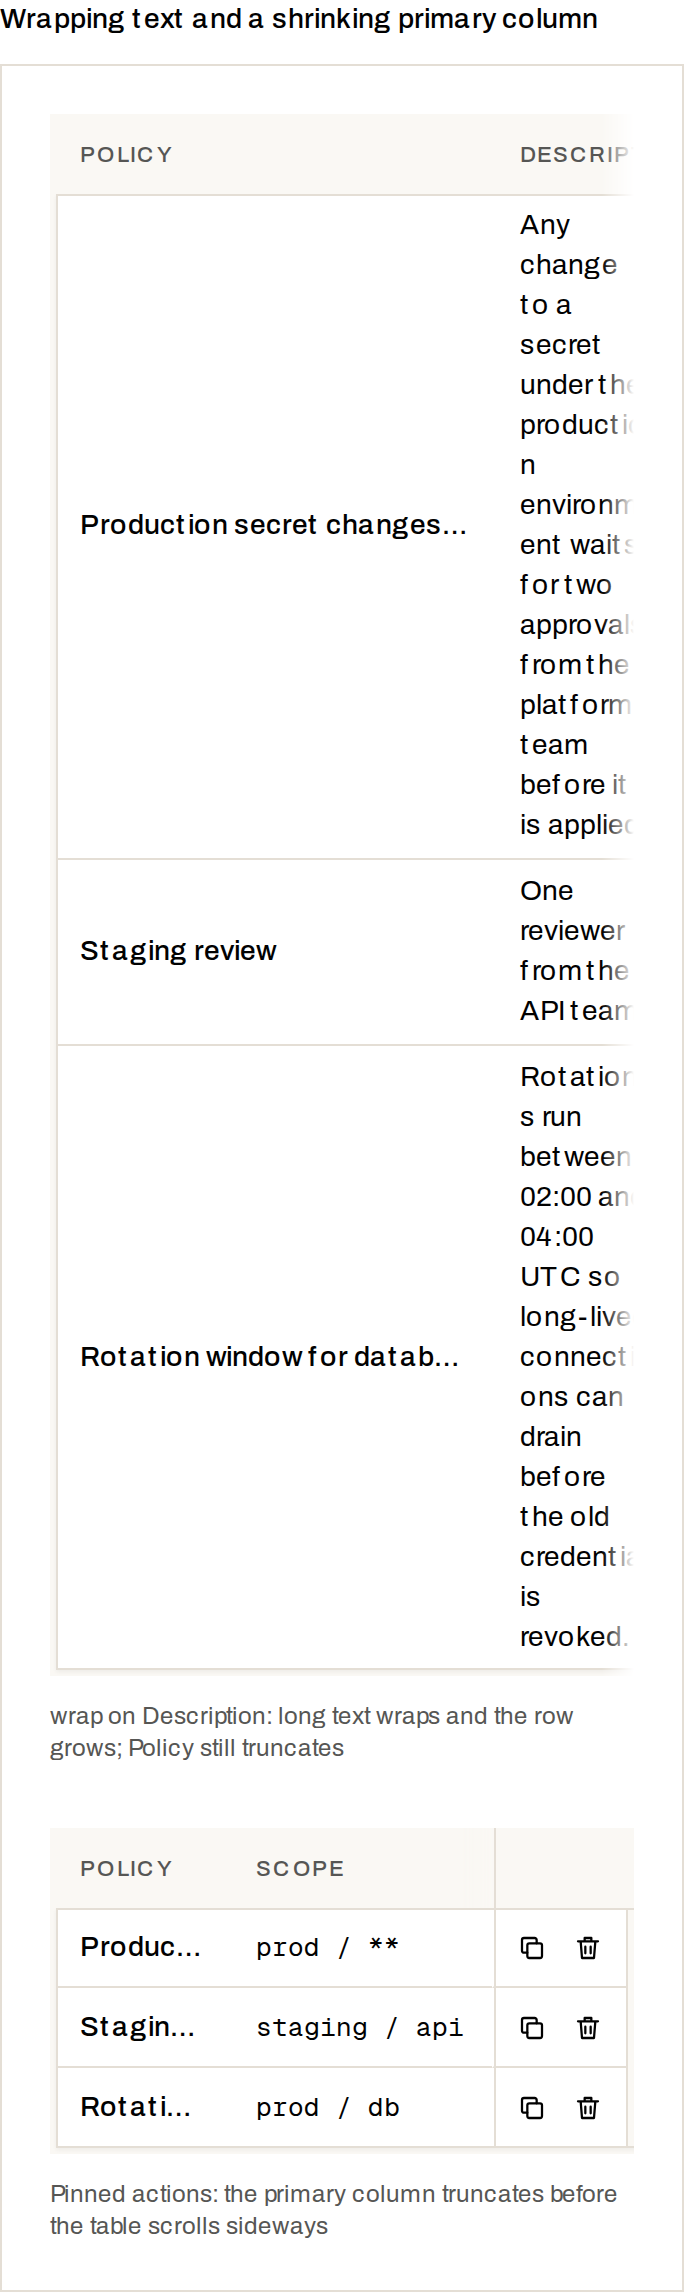 Wrapping text and a shrinking primary column
POLICY
DESCRIP
Production secret changes...
Any
change
to a
secret
under the
productio
n
environm
ent waits
for two
approvals
from the
platform
team
before it
is applied
Staging review
One
reviewer
from the
API team
Rotation window for datab...
Rotation
s run
between
02:00 and
04:00
UTC so
long-live
connecti
ons can
drain
before
the old
credentia
is
revoked.
wrap on Description: long text wraps and the row
grows; Policy still truncates
POLICY SCOPE
Produc... prod / **
Stagin... staging / api
Rotati... prod / db
Pinned actions: the primary column truncates before
the table scrolls sideways